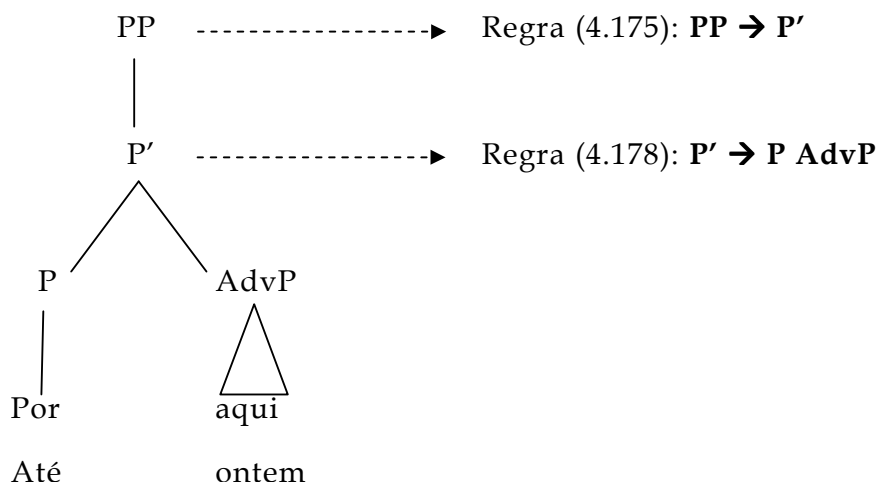 PP Regra (4.175): PP → P’
P’ Regra (4.178): P’ → P AdvP
P AdvP
Por aqui
Até ontem